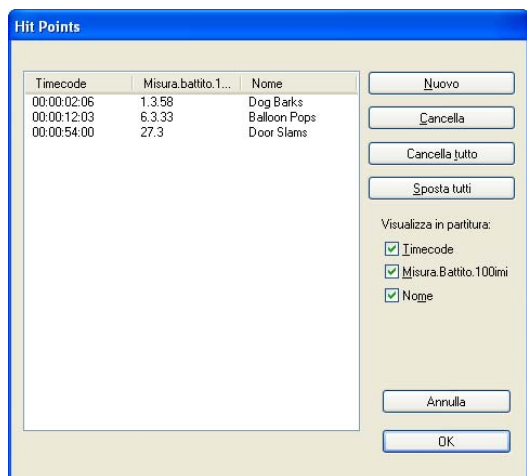 Hit Points
Timecode Misura.battito.1... Nome
00:00:02:06 1.3.58 Dog Barks
00:00:12:03 6.3.33 Balloon Pops
00:00:54:00 27.3 Door Slams
Nuovo
Cancella
Cancella tutto
Sposta tutti
Visualizza in partitura:
Timecode
Misura.Battito.100imi
Nome
Annulla
OK